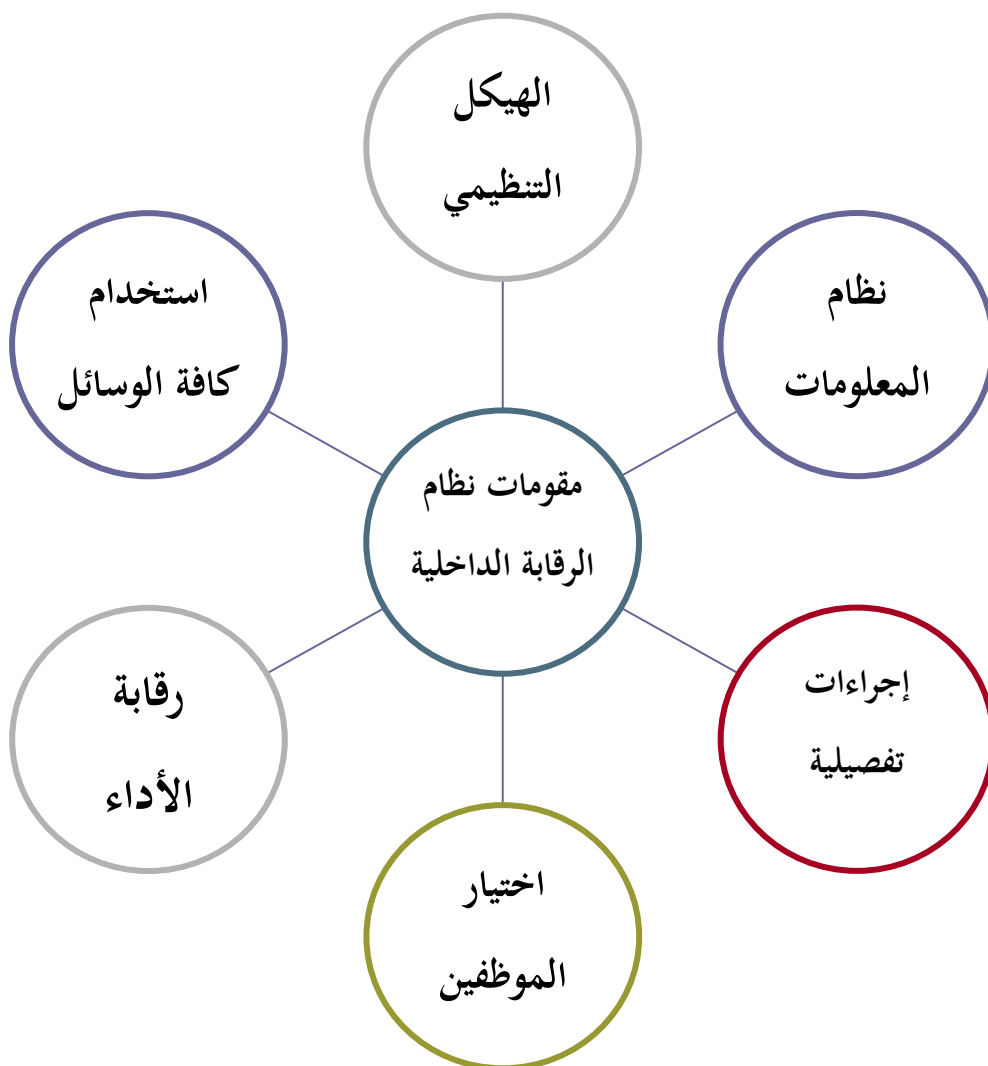 الهيكل
التنظيمي
نظام
المعلومات
إجراءات
تفصيلية
اختيار
الموظفين
رقابة
الأداء
استخدام
كافة الوسائل
مقومات نظام
الرقابة الداخلية